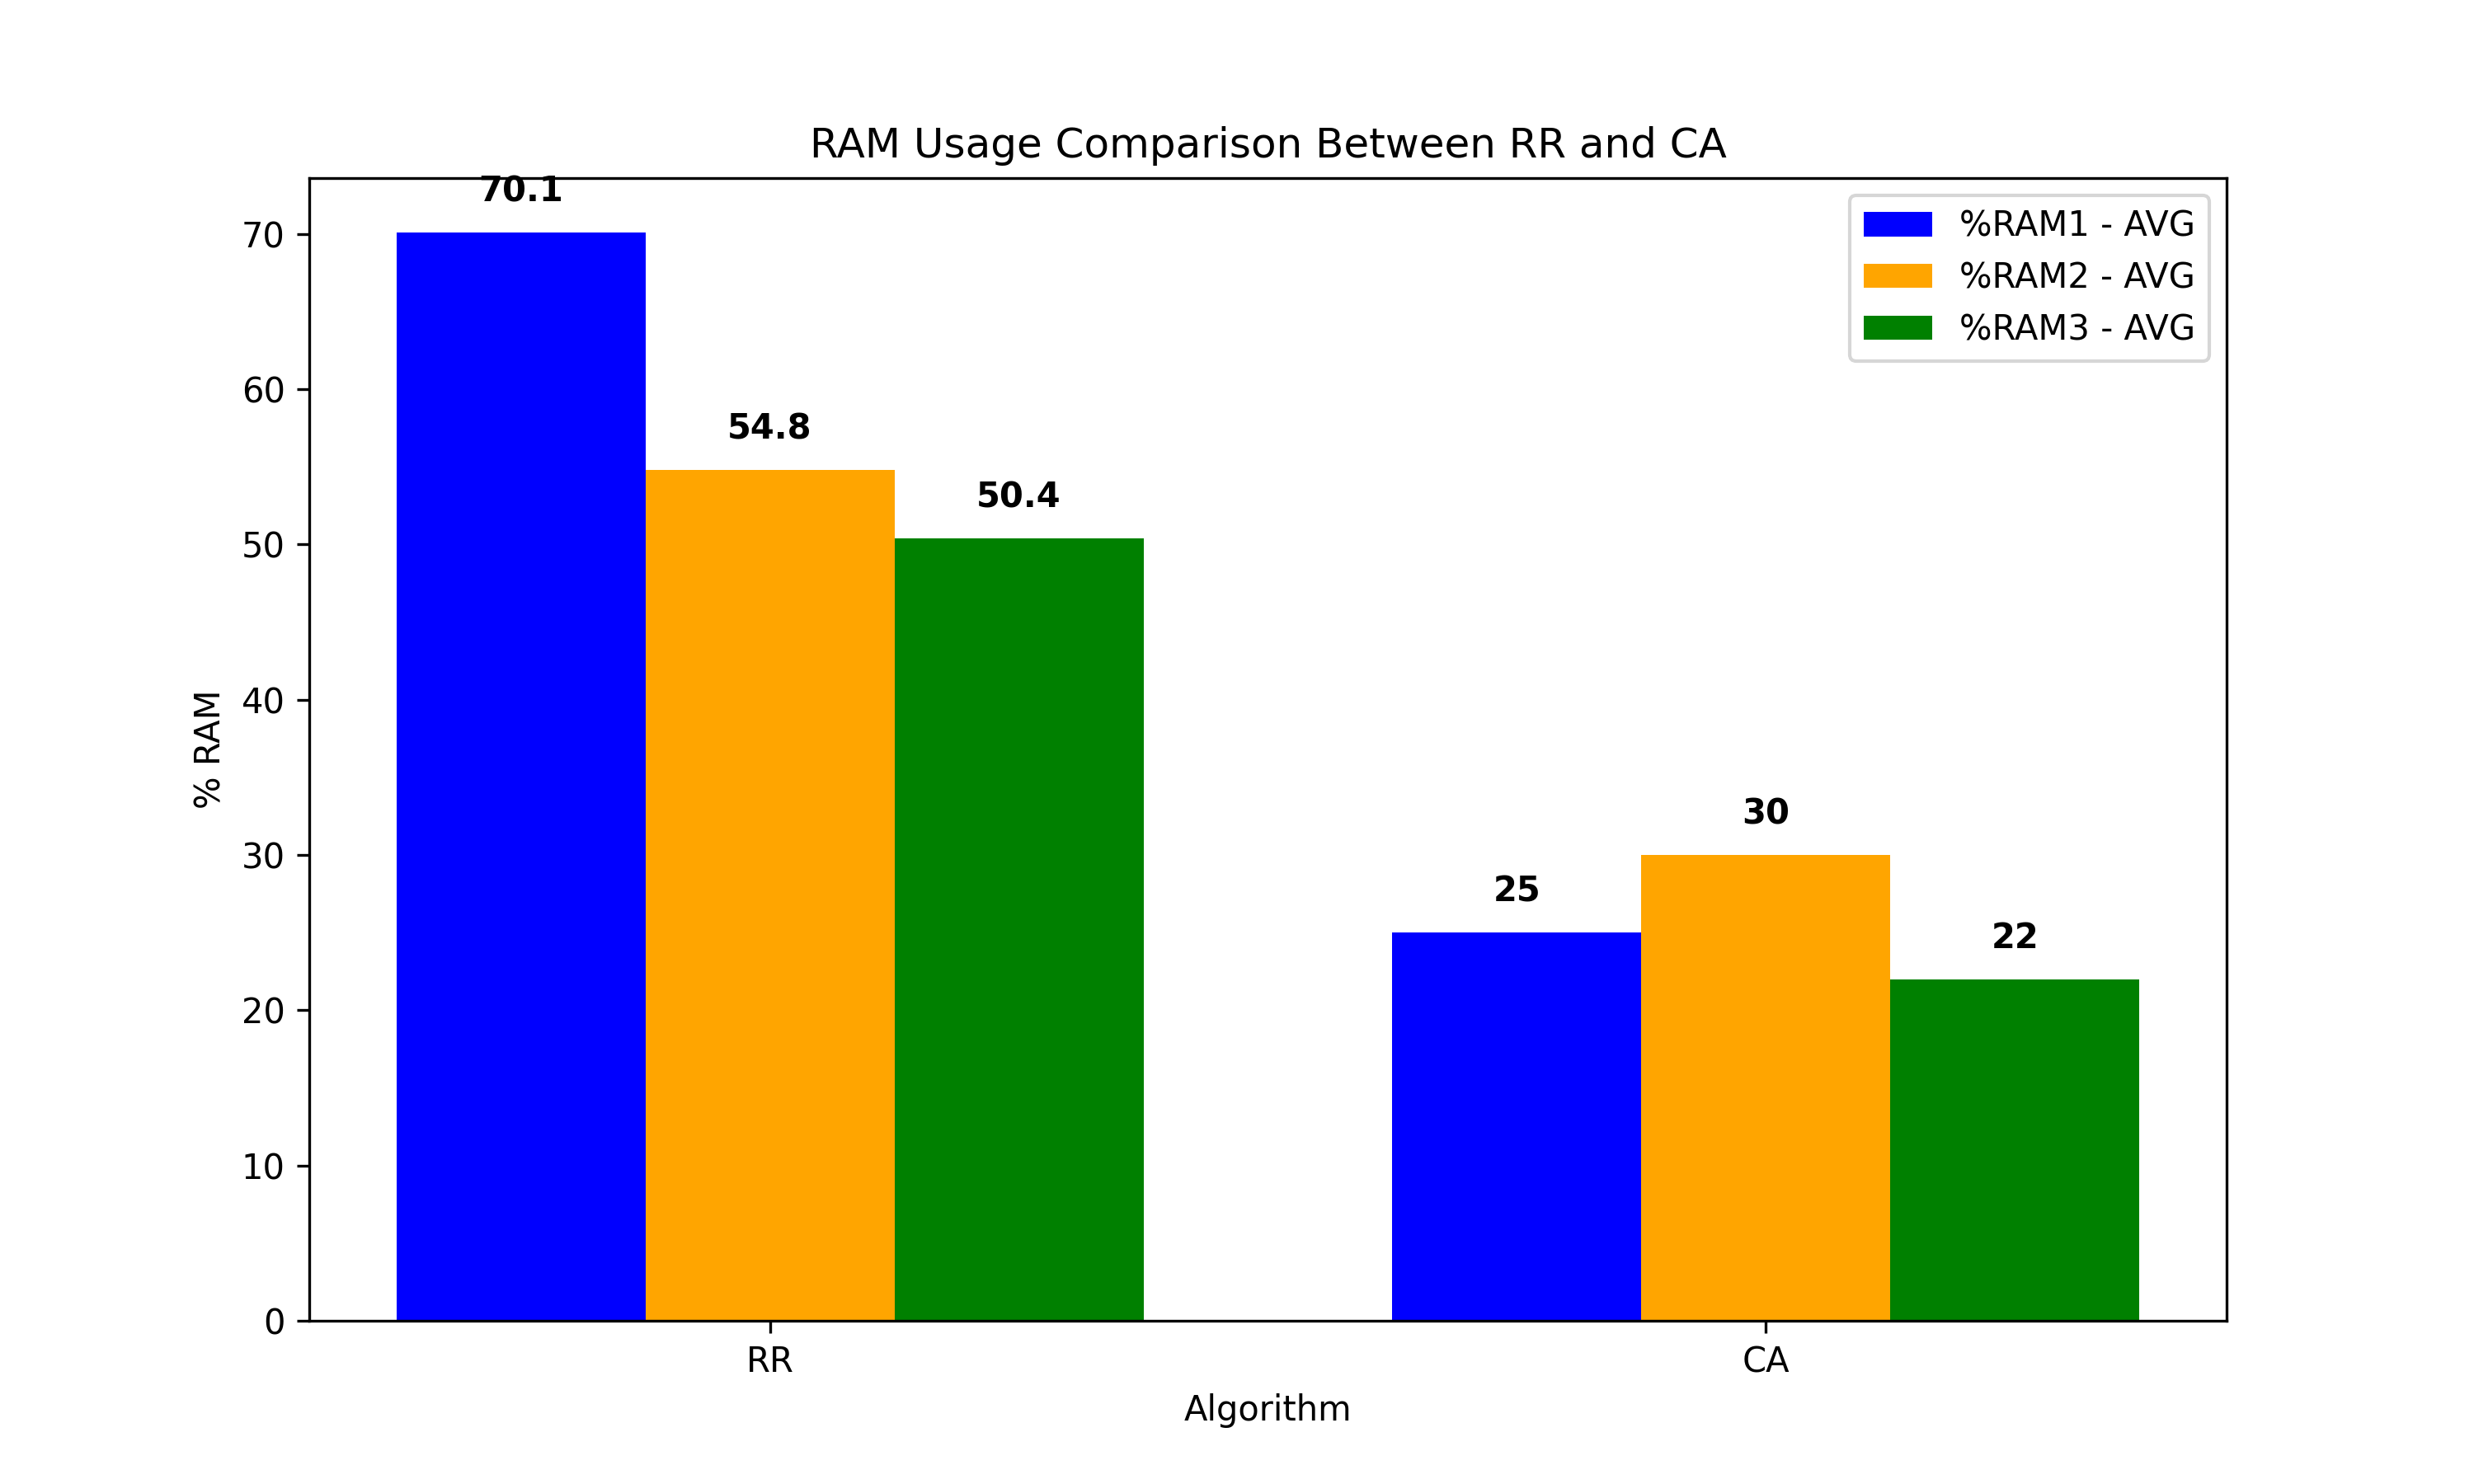 RAM Usage Comparison Between RR and CA
70.1
%RAM1 - AVG
%RAM2 - AVG
%RAM3 - AVG
54.8
50.4
30
25
22
70
60
50
40
30
20
10
0
% RAM
RR
CA
Algorithm